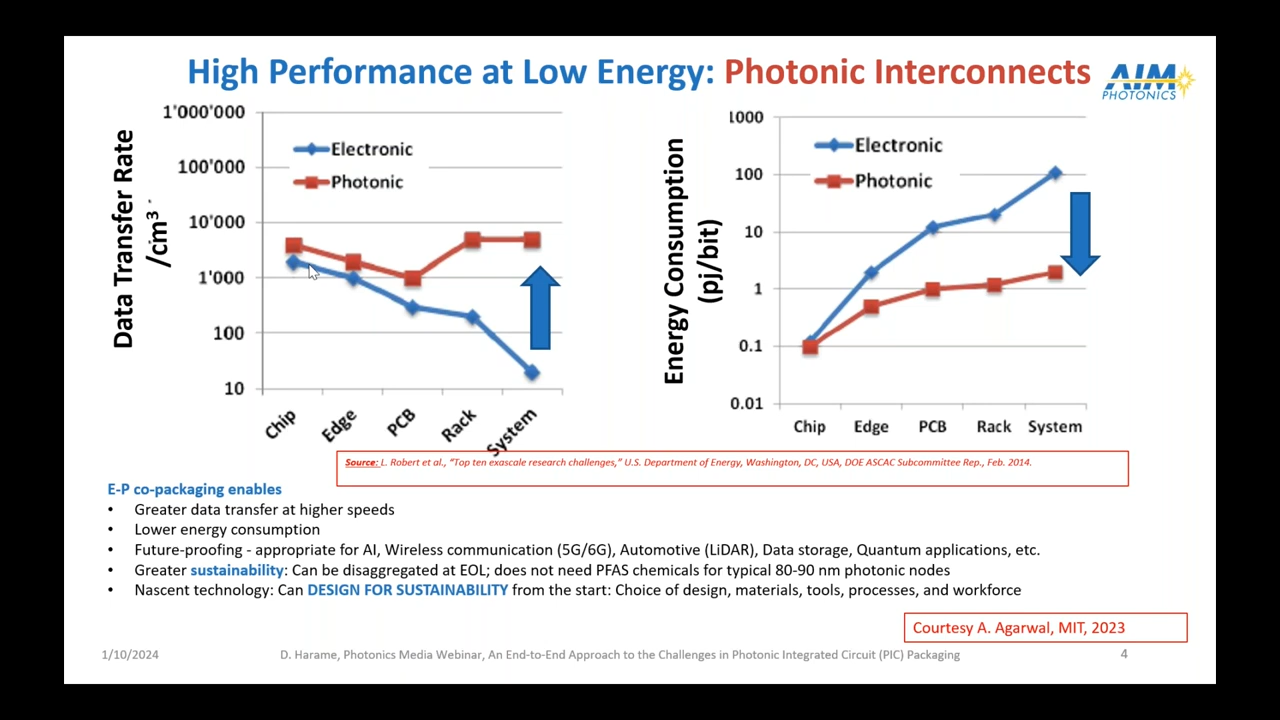 High Performance at Low Energy: Photonic Interconnects
AIM
PHOTONICS
Data Transfer Rate
/cm³
1'000'000
100'000
10'000
1'000
100
10
Electronic
Photonic
Chip
Edge
PCB
Rack
System
Energy Consumption
(pj/bit)
1000
100
10
1
0.1
0.01
Electronic
Photonic
Chip
Edge
PCB
Rack
System
Source: L. Robert et al., “Top ten exascale research challenges,” U.S. Department of Energy, Washington, DC, USA, DOE ASCAC Subcommittee Rep., Feb. 2014.
E-P co-packaging enables
• Greater data transfer at higher speeds
• Lower energy consumption
• Future-proofing - appropriate for AI, Wireless communication (5G/6G), Automotive (LiDAR), Data storage, Quantum applications, etc.
• Greater sustainability: Can be disaggregated at EOL; does not need PFAS chemicals for typical 80-90 nm photonic nodes
• Nascent technology: Can DESIGN FOR SUSTAINABILITY from the start: Choice of design, materials, tools, processes, and workforce
Courtesy A. Agarwal, MIT, 2023
1/10/2024
D. Harame, Photonics Media Webinar, An End-to-End Approach to the Challenges in Photonic Integrated Circuit (PIC) Packaging
4